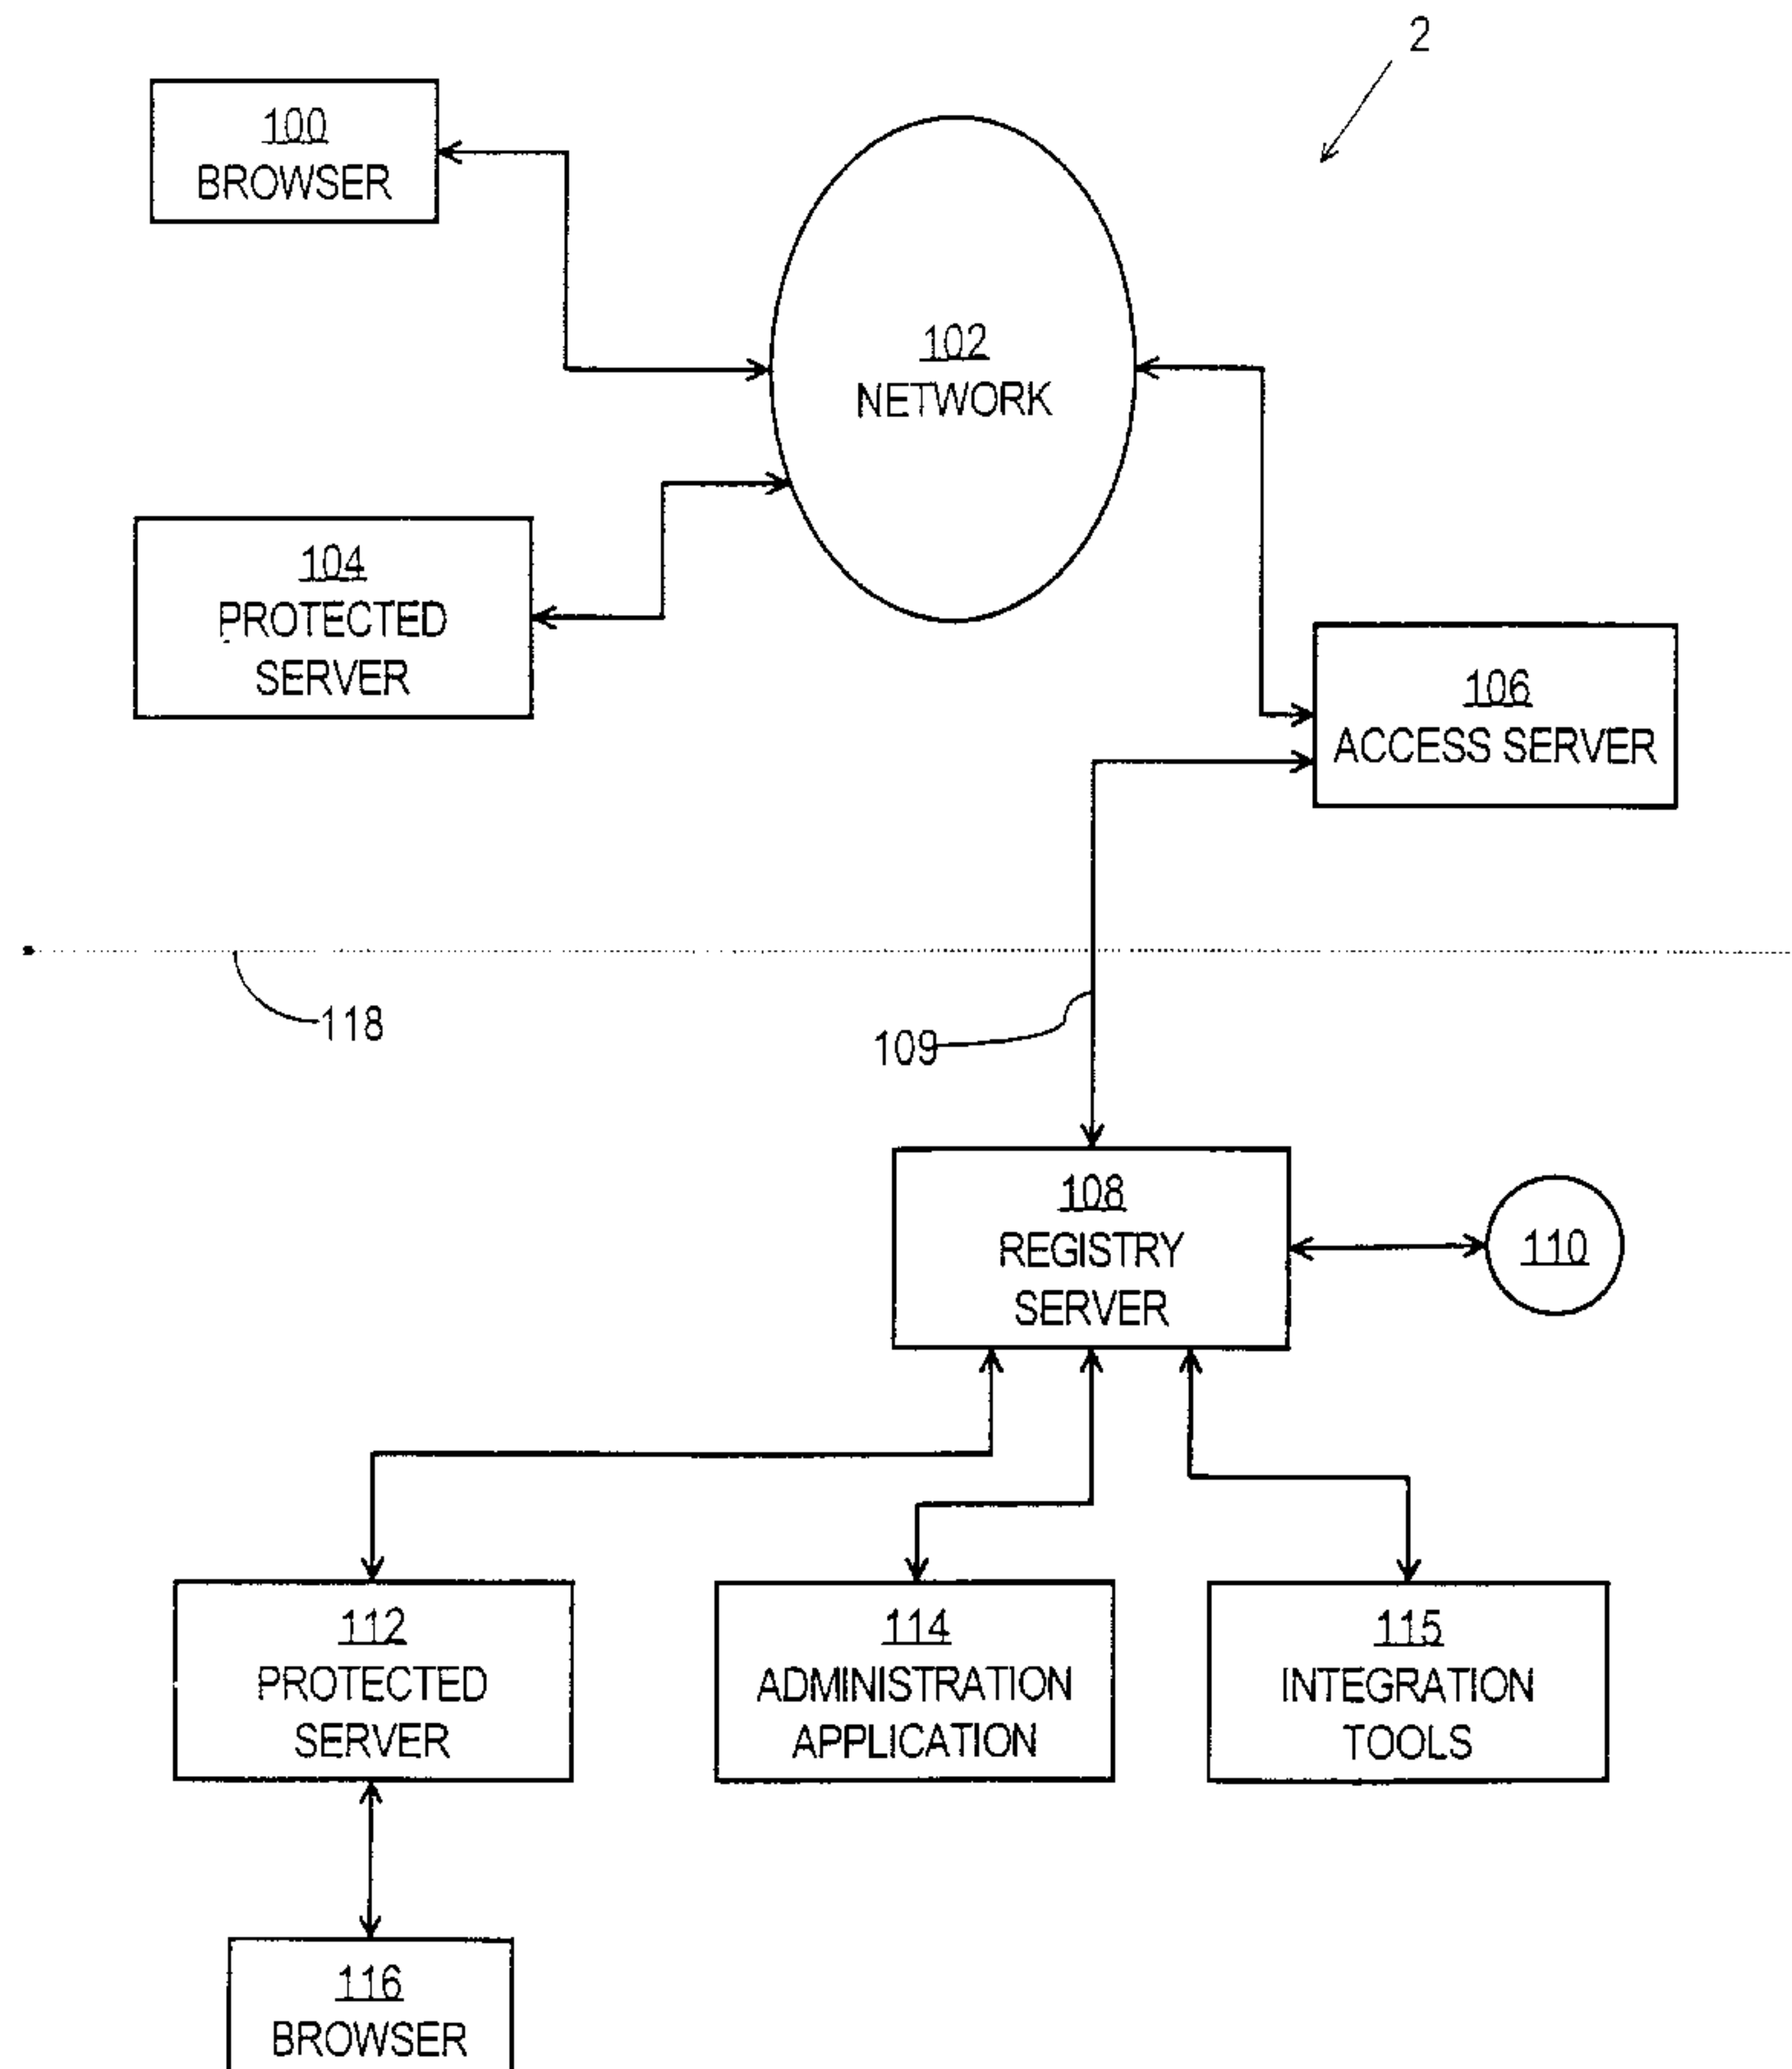 2
100
BROWSER
102
NETWORK
104
PROTECTED
SERVER
106
ACCESS SERVER
118
109
108
REGISTRY
SERVER
110
112
PROTECTED
SERVER
114
ADMINISTRATION
APPLICATION
115
INTEGRATION
TOOLS
116
BROWSER